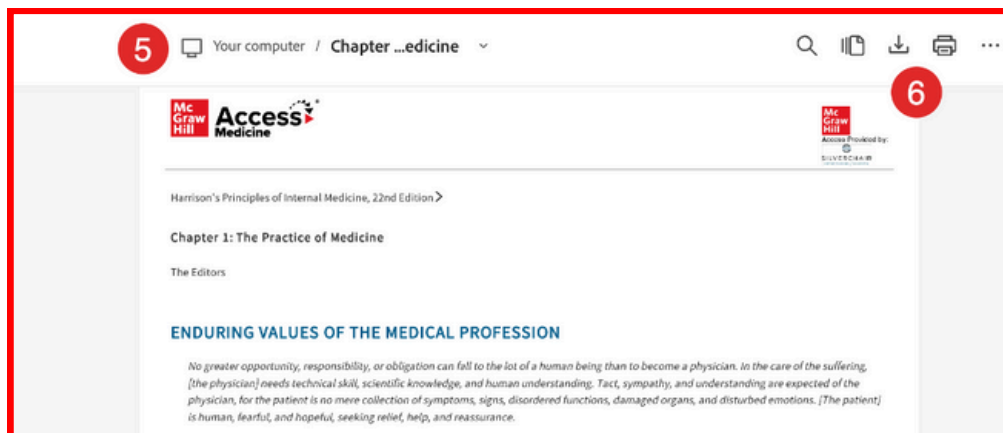 5
Your computer / Chapter ...edicine
6
Mc
Graw
Hill
Access
Medicine
Mc
Graw
Hill
Access Provided by:
SILVERCHAIR
Harrison's Principles of Internal Medicine, 22nd Edition
Chapter 1: The Practice of Medicine
The Editors
ENDURING VALUES OF THE MEDICAL PROFESSION
No greater opportunity, responsibility, or obligation can fall to the lot of a human being than to become a physician. In the care of the suffering,
[the physician] needs technical skill, scientific knowledge, and human understanding. Tact, sympathy, and understanding are expected of the
physician, for the patient is no mere collection of symptoms, signs, disordered functions, damaged organs, and disturbed emotions. [The patient]
is human, fearful, and hopeful, seeking relief, help, and reassurance.